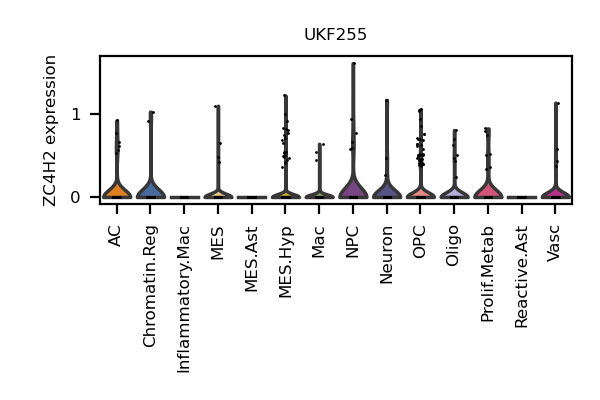 UKF255
ZC4H2 expression
1
0
AC
Chromatin.Reg
Inflammatory.Mac
MES
MES.Ast
MES.Hyp
Mac
NPC
Neuron
OPC
Oligo
Prolif.Metab
Reactive.Ast
Vasc